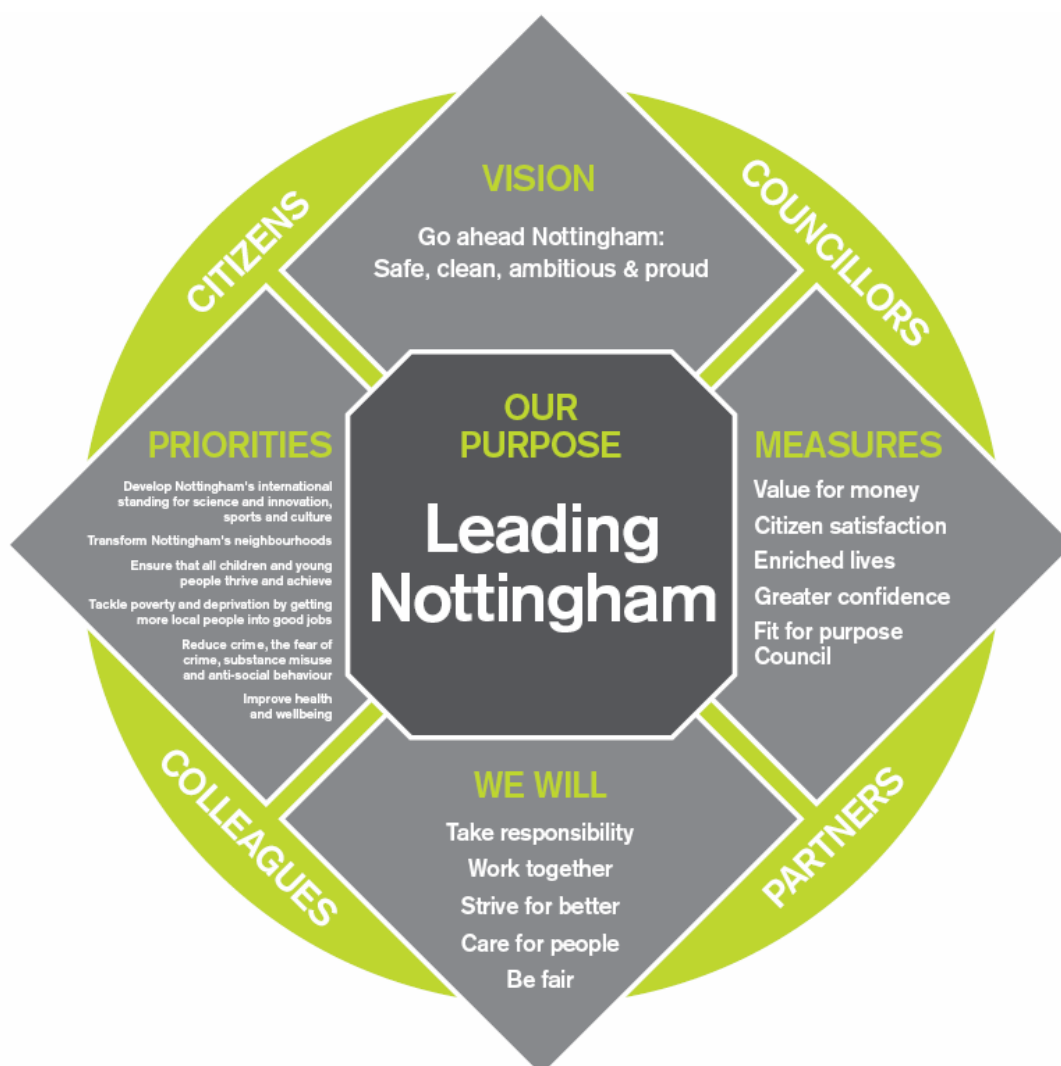 CITIZENS
COUNCILLORS
VISION
Go ahead Nottingham:
Safe, clean, ambitious & proud
PRIORITIES
Develop Nottingham's international
standing for science and innovation,
sports and culture
Transform Nottingham's neighbourhoods
Ensure that all children and young
people thrive and achieve
Tackle poverty and deprivation by getting
more local people into good jobs
Reduce crime, the fear of
crime, substance misuse
and anti-social behaviour
Improve health
and wellbeing
OUR
PURPOSE
Leading
Nottingham
MEASURES
Value for money
Citizen satisfaction
Enriched lives
Greater confidence
Fit for purpose
Council
WE WILL
Take responsibility
Work together
Strive for better
Care for people
Be fair
COLLEAGUES
PARTNERS